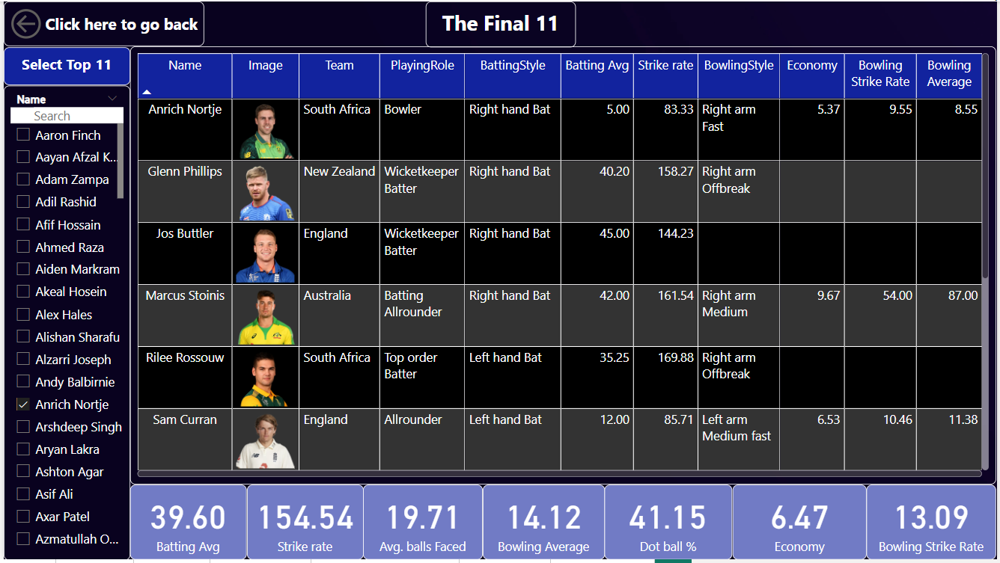 Click here to go back
The Final 11
Select Top 11
Name
Search
Aaron Finch
Aayan Afzal K...
Adam Zampa
Adil Rashid
Afif Hossain
Ahmed Raza
Aiden Markram
Akeal Hosein
Alex Hales
Alishan Sharafu
Alzarri Joseph
Andy Balbirnie
Anrich Nortje
Arshdeep Singh
Aryan Lakra
Ashton Agar
Asif Ali
Axar Patel
Azmatullah O...
Name Image Team PlayingRole BattingStyle Batting Avg Strike rate BowlingStyle Economy Bowling Bowling
Strike Rate Average
Anrich Nortje South Africa Bowler Right hand Bat 5.00 83.33 Right arm 5.37 9.55 8.55
Fast
Glenn Phillips New Zealand Wicketkeeper Right hand Bat 40.20 158.27 Right arm
Batter Offbreak
Jos Buttler England Wicketkeeper Right hand Bat 45.00 144.23
Batter
Marcus Stoinis Australia Batting Right hand Bat 42.00 161.54 Right arm 9.67 54.00 87.00
Allrounder Medium
Rilee Rossouw South Africa Top order Left hand Bat 35.25 169.88 Right arm
Batter Offbreak
Sam Curran England Allrounder Left hand Bat 12.00 85.71 Left arm 6.53 10.46 11.38
Medium fast
39.60 154.54 19.71 14.12 41.15 6.47 13.09
Batting Avg Strike rate Avg. balls Faced Bowling Average Dot ball % Economy Bowling Strike Rate